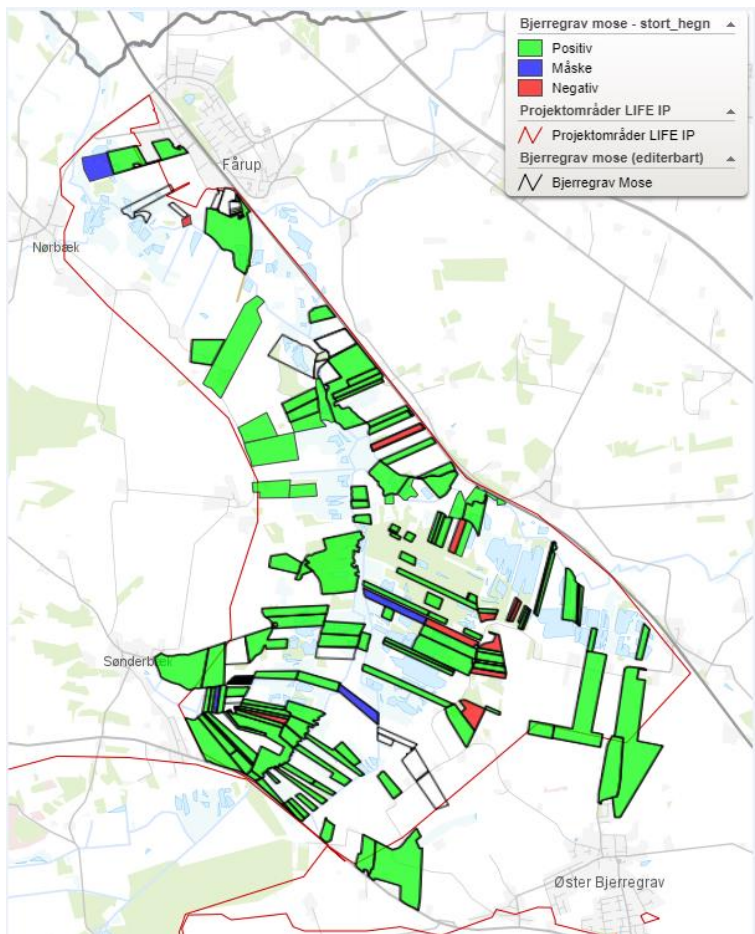 Bjerregrav mose - stort_hegn
Positiv
Måske
Negativ
Projektområder LIFE IP
Projektområder LIFE IP
Bjerregrav mose (editerbart)
Bjerregrav Mose
Fårup
Nørbæk
Sønderbæk
Øster Bjerregrav